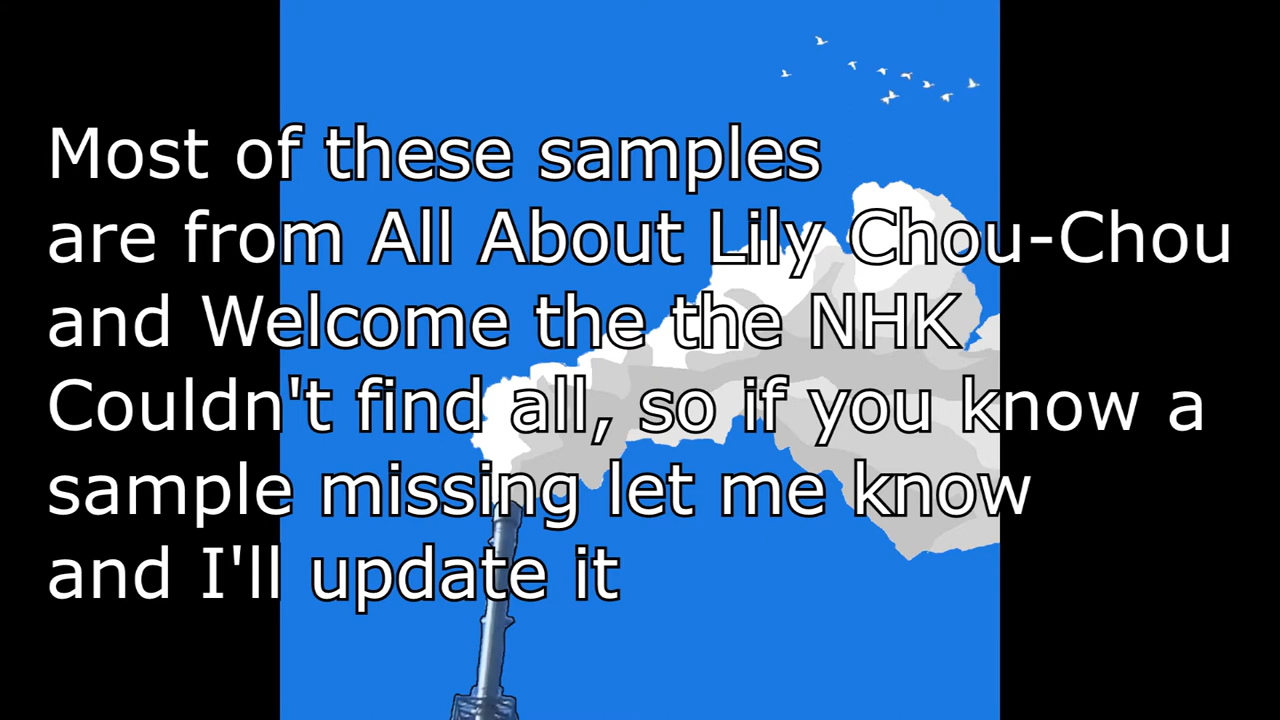 Most of these samples
are from All About Lily Chou-Chou
and Welcome the the NHK
Couldn't find all, so if you know a
sample missing let me know
and I'll update it